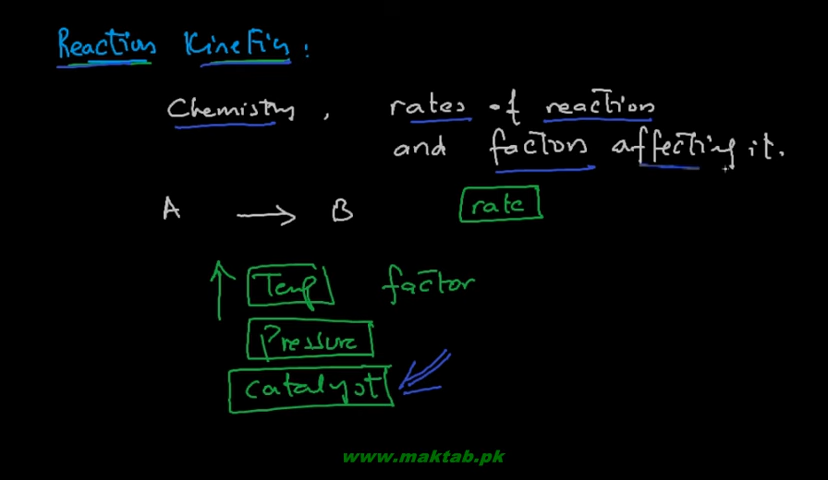 Reaction Kinetics:
Chemistry, rates of reaction
and factors affecting it.
A → B rate
↑ Temp factor
Pressure
Catalyst
www.maktab.pk